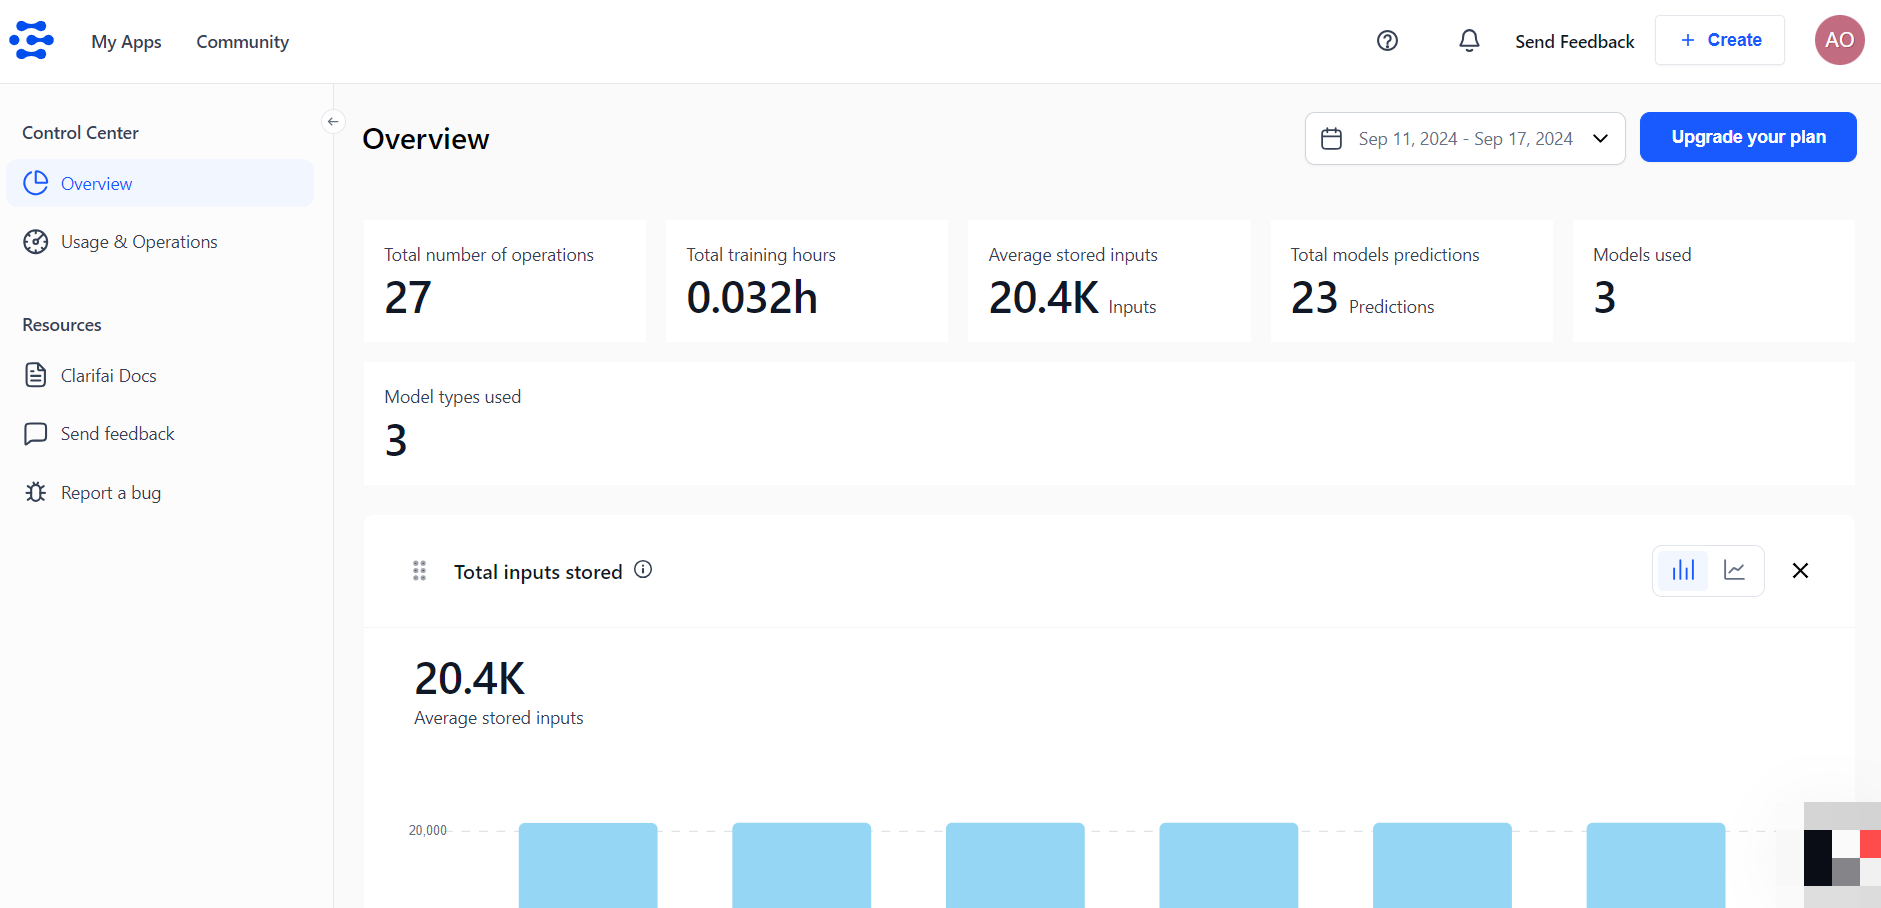 My Apps
Community
Send Feedback
+ Create
AO
Control Center
Overview
Usage & Operations
Resources
Clarifai Docs
Send feedback
Report a bug
Overview
Sep 11, 2024 - Sep 17, 2024
Upgrade your plan
Total number of operations
27
Total training hours
0.032h
Average stored inputs
20.4K Inputs
Total models predictions
23 Predictions
Models used
3
Model types used
3
Total inputs stored
20.4K
Average stored inputs
20,000